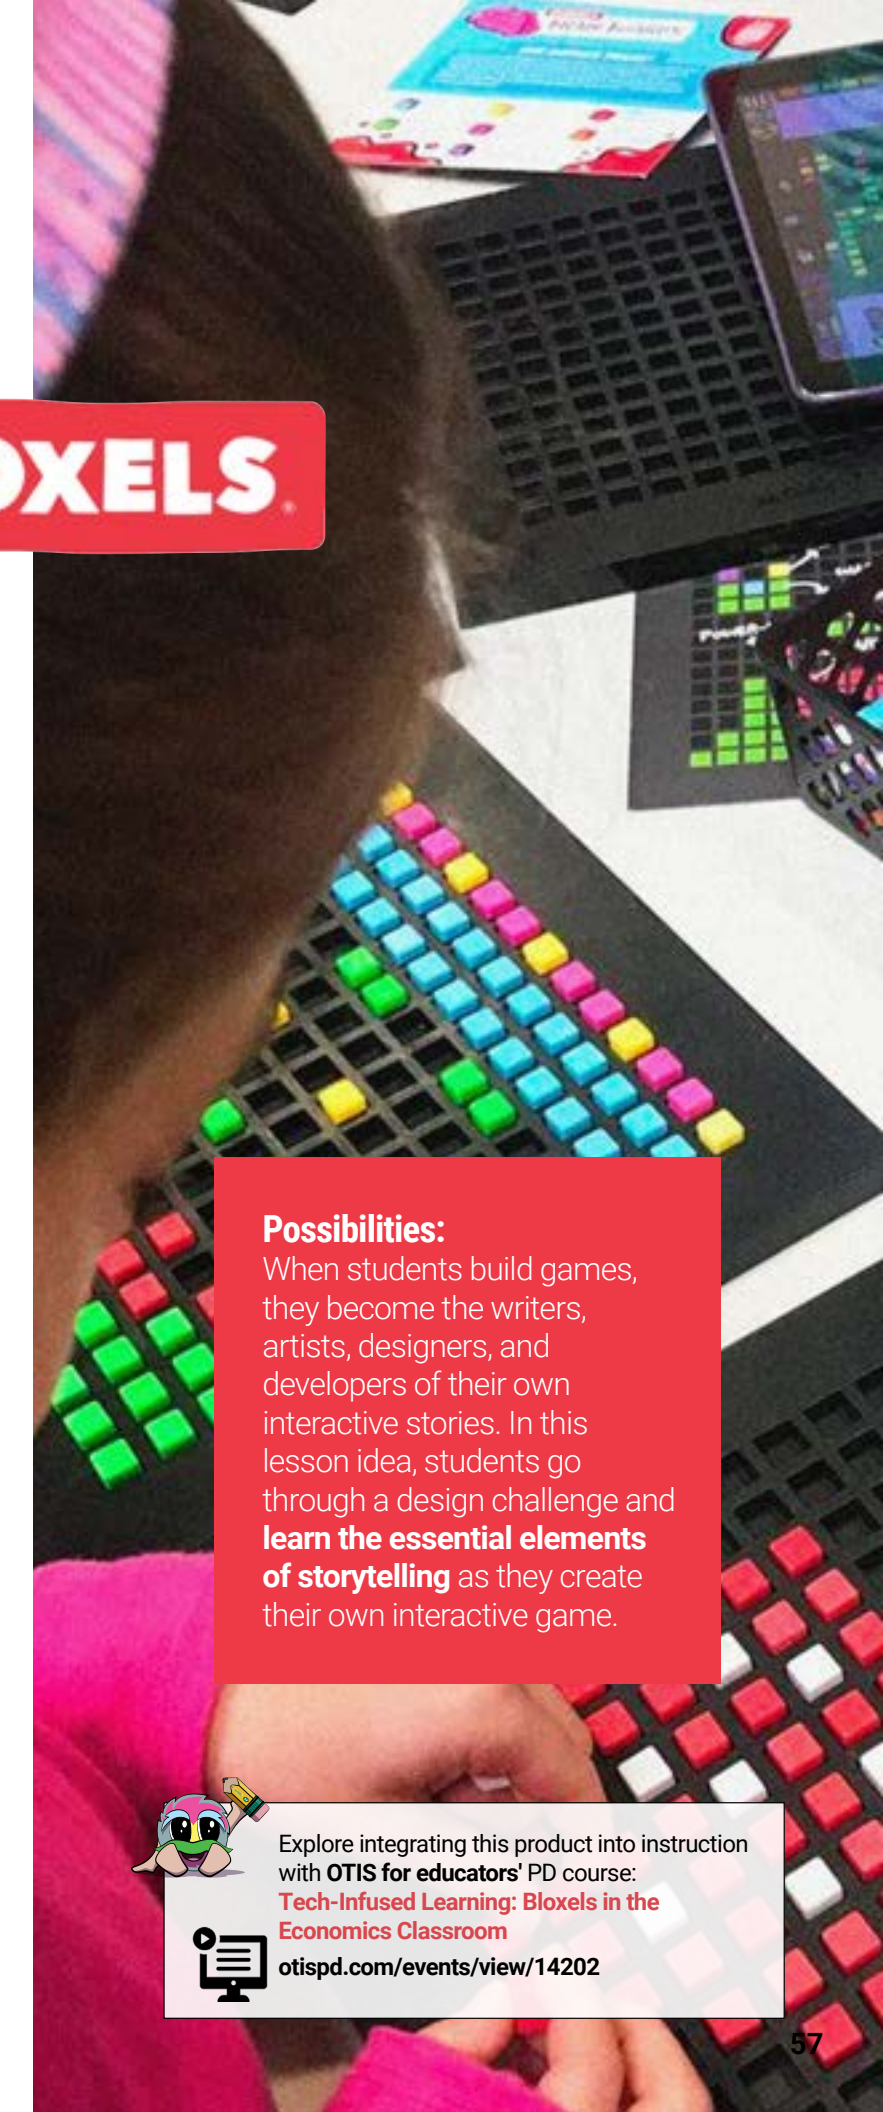 OXELS
Possibilities:
When students build games,
they become the writers,
artists, designers, and
developers of their own
interactive stories. In this
lesson idea, students go
through a design challenge and
learn the essential elements
of storytelling as they create
their own interactive game.
Explore integrating this product into instruction
with OTIS for educators' PD course:
Tech-Infused Learning: Bloxels in the
Economics Classroom
otispd.com/events/view/14202
57